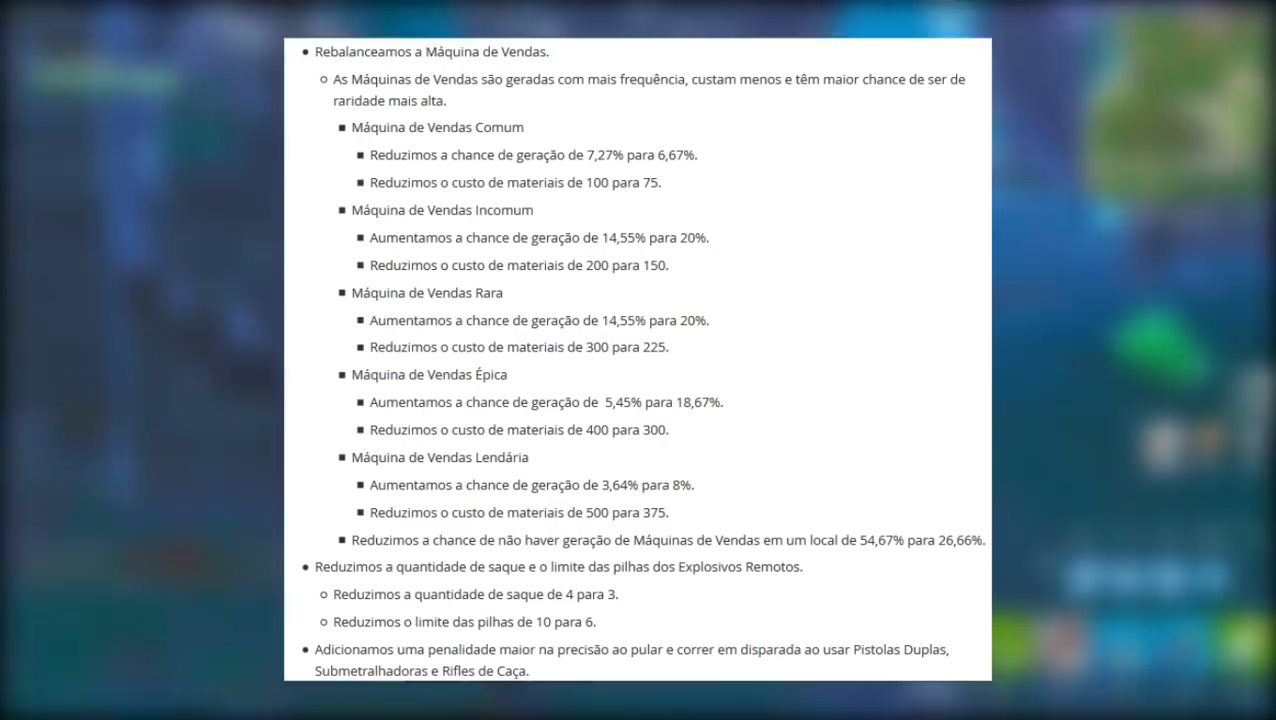 • Rebalanceamos a Máquina de Vendas.
○ As Máquinas de Vendas são geradas com mais frequência, custam menos e têm maior chance de ser de
raridade mais alta.
■ Máquina de Vendas Comum
■ Reduzimos a chance de geração de 7,27% para 6,67%.
■ Reduzimos o custo de materiais de 100 para 75.
■ Máquina de Vendas Incomum
■ Aumentamos a chance de geração de 14,55% para 20%.
■ Reduzimos o custo de materiais de 200 para 150.
■ Máquina de Vendas Rara
■ Aumentamos a chance de geração de 14,55% para 20%.
■ Reduzimos o custo de materiais de 300 para 225.
■ Máquina de Vendas Épica
■ Aumentamos a chance de geração de  5,45% para 18,67%.
■ Reduzimos o custo de materiais de 400 para 300.
■ Máquina de Vendas Lendária
■ Aumentamos a chance de geração de 3,64% para 8%.
■ Reduzimos o custo de materiais de 500 para 375.
■ Reduzimos a chance de não haver geração de Máquinas de Vendas em um local de 54,67% para 26,66%.
• Reduzimos a quantidade de saque e o limite das pilhas dos Explosivos Remotos.
○ Reduzimos a quantidade de saque de 4 para 3.
○ Reduzimos o limite das pilhas de 10 para 6.
• Adicionamos uma penalidade maior na precisão ao pular e correr em disparada ao usar Pistolas Duplas,
Submetralhadoras e Rifles de Caça.